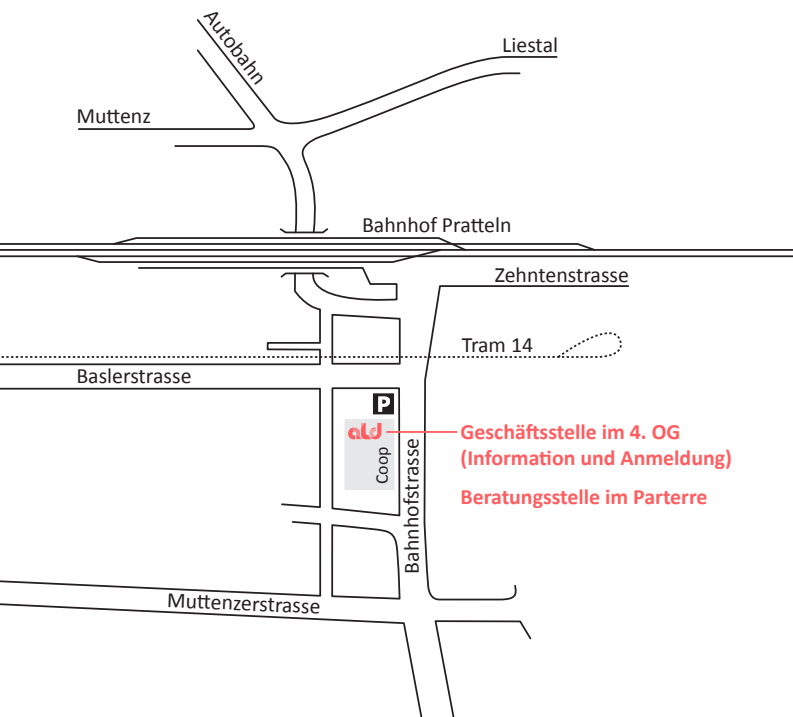 Autobahn
Liestal
Muttenz
Bahnhof Pratteln
Zehntenstrasse
Tram 14
Baslerstrasse
P
ald
Coop
Geschäftsstelle im 4. OG
(Information und Anmeldung)
Beratungsstelle im Parterre
Bahnhofstrasse
Muttenzerstrasse